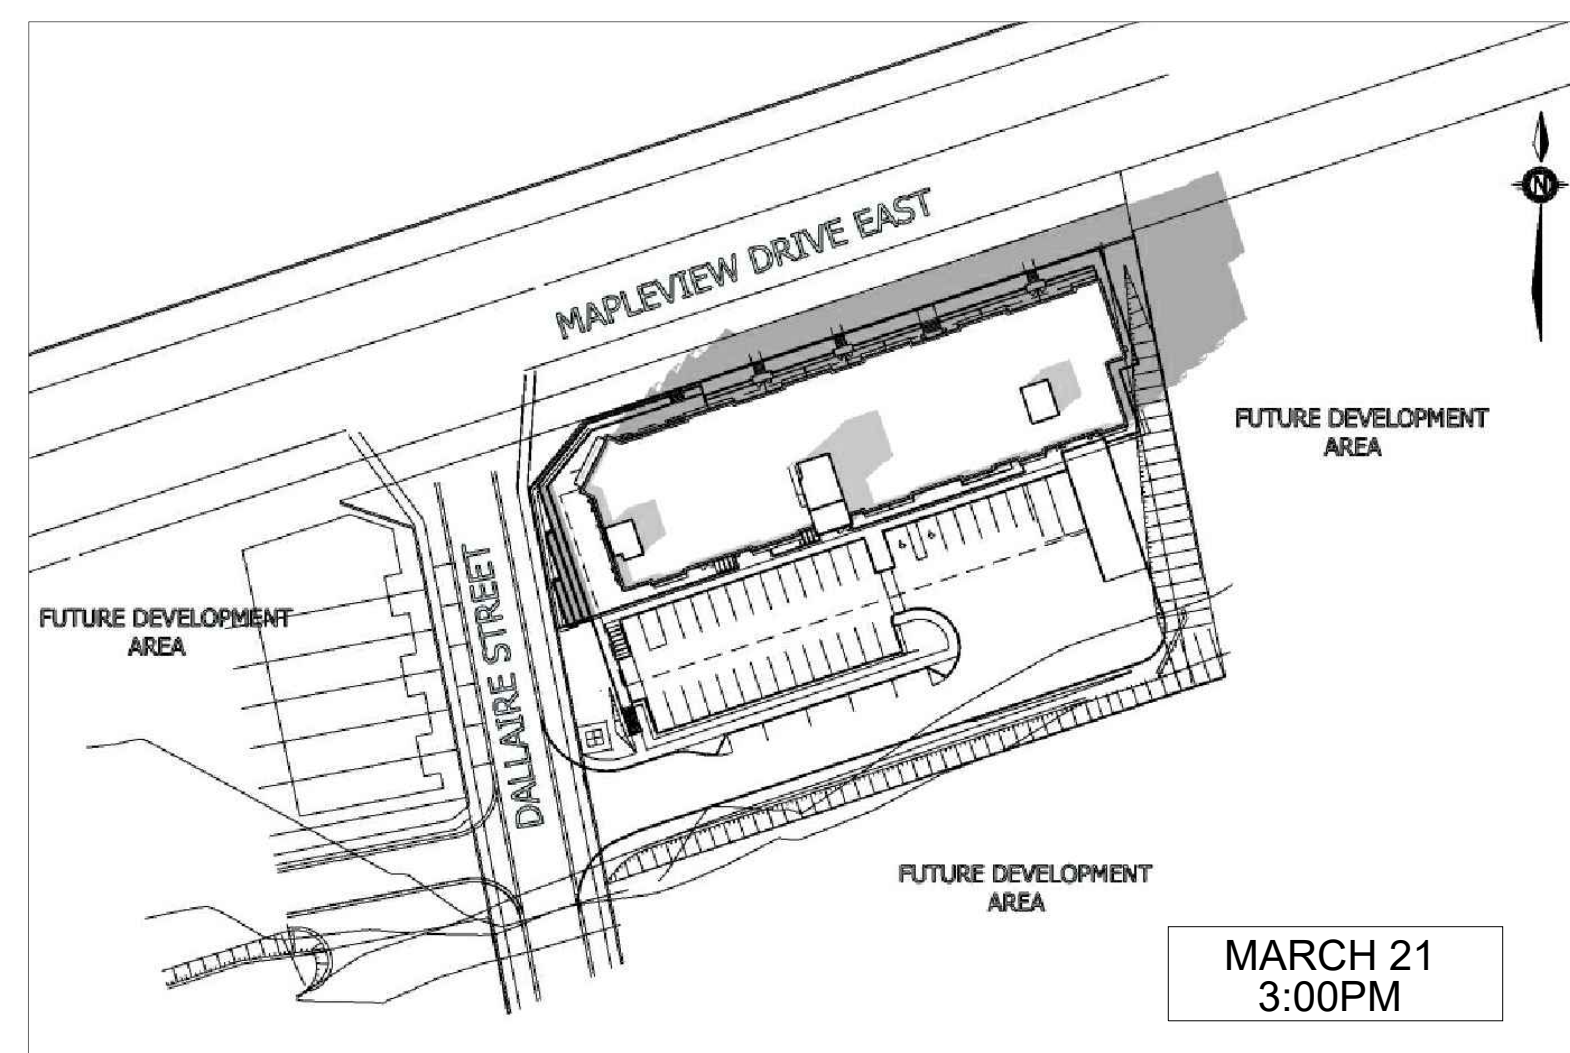 N
MAPLEVIEW DRIVE EAST
FUTURE DEVELOPMENT
AREA
FUTURE DEVELOPMENT
AREA
DALLAIRE STREET
FUTURE DEVELOPMENT
AREA
MARCH 21
3:00PM